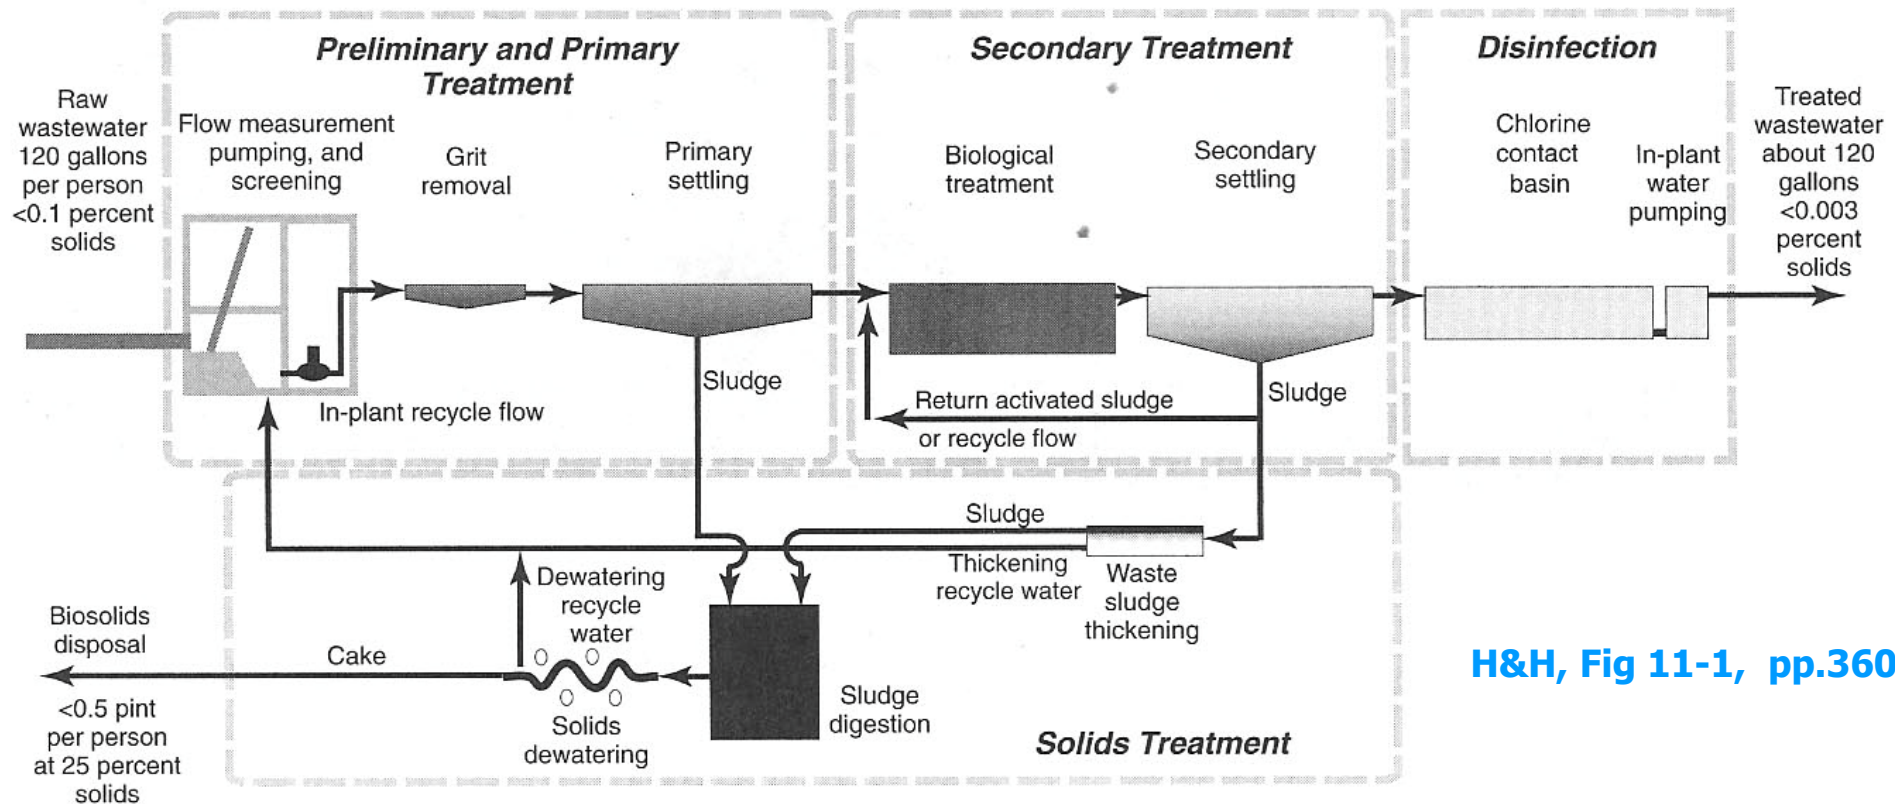 Preliminary and Primary
Treatment
Secondary Treatment
Disinfection
Raw
wastewater
120 gallons
per person
<0.1 percent
solids
Flow measurement
pumping, and
screening
Grit
removal
Primary
settling
Biological
treatment
Secondary
settling
Chlorine
contact
basin
In-plant
water
pumping
Treated
wastewater
about 120
gallons
<0.003
percent
solids
In-plant recycle flow
Sludge
Return activated sludge
or recycle flow
Sludge
Sludge
Thickening
recycle water
Waste
sludge
thickening
Dewatering
recycle
water
Biosolids
disposal
Cake
<0.5 pint
per person
at 25 percent
solids
Solids
dewatering
Sludge
digestion
Solids Treatment
H&H, Fig 11-1, pp.360